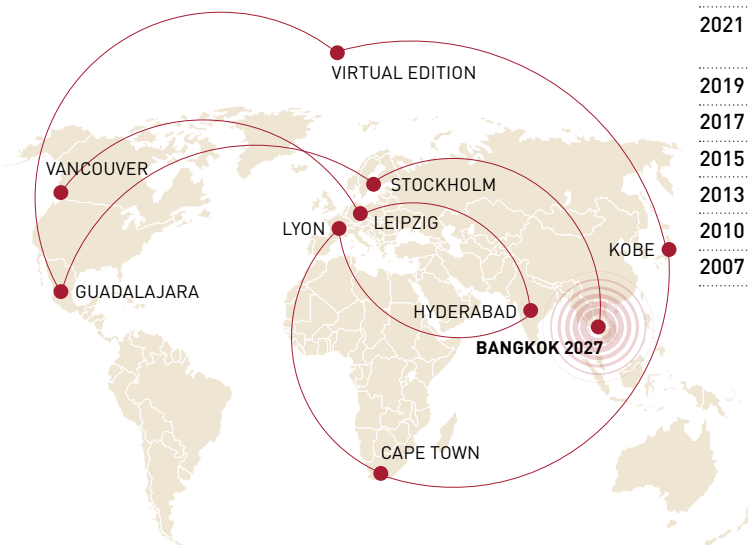 VIRTUAL EDITION
VANCOUVER
STOCKHOLM
LEIPZIG
LYON
KOBE
GUADALAJARA
HYDERABAD
BANGKOK 2027
CAPE TOWN
2021
2019
2017
2015
2013
2010
2007